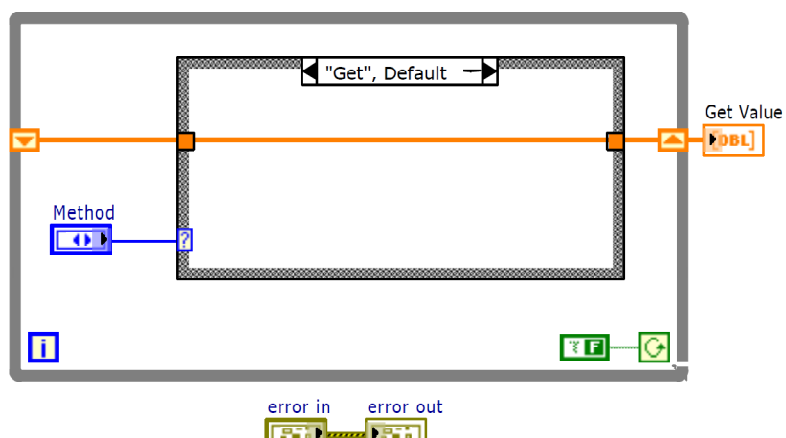 "Get", Default
Get Value
DBL
Method
?
i
F
error in error out